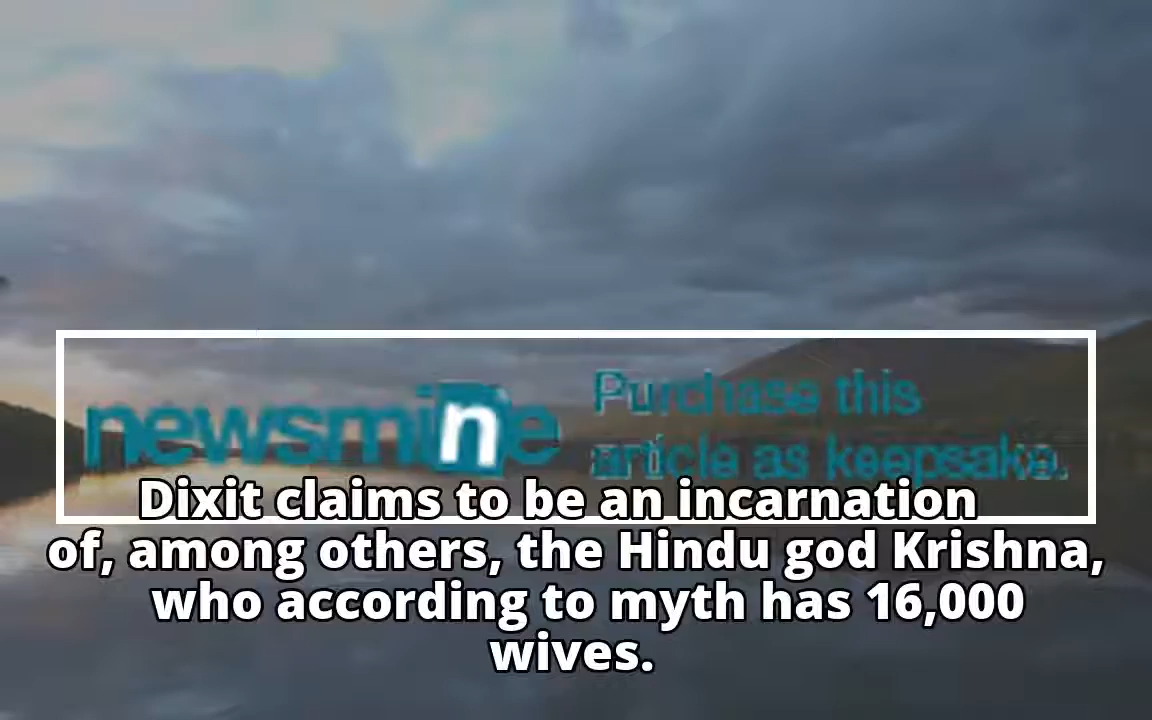 newsmine
Purchase this
article as keepsake.
Dixit claims to be an incarnation
of, among others, the Hindu god Krishna,
who according to myth has 16,000
wives.